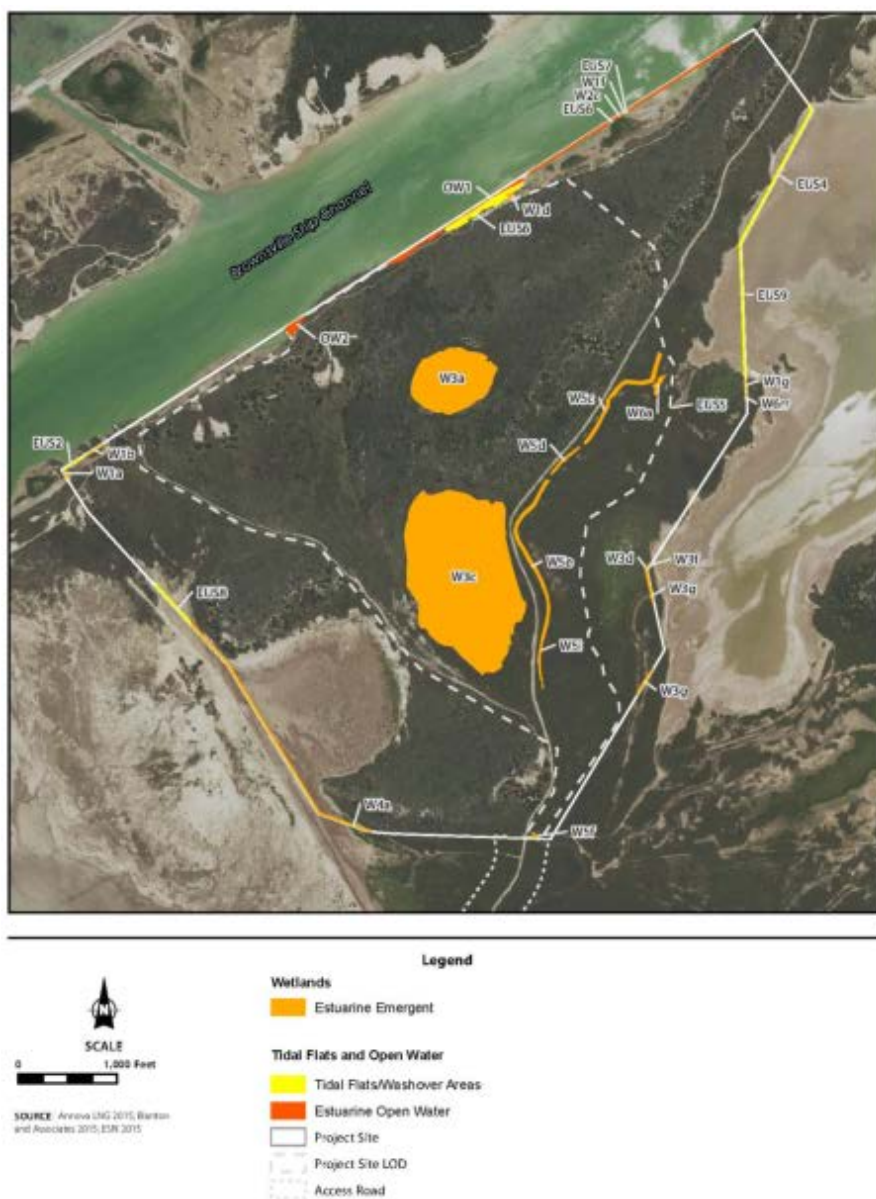 EUS7
W1f
W2c
EUS6
OW1
W1d
EUS6
EUS4
Brownsville Ship Channel
EUS9
OW2
W3a
W1g
W5c
W6a
EUS5
EUS2
W1b
W5d
W1a
W3d
W3f
W5e
W3c
W3g
EUS8
W3g
W4a
W5f
Legend
Wetlands
Estuarine Emergent
SCALE
0 1,000 Feet
Tidal Flats and Open Water
Tidal Flats/Washover Areas
Estuarine Open Water
SOURCE: Annova LNG 2015; Blanton
and Associates 2015; ESRI 2015
Project Site
Project Site LOD
Access Road